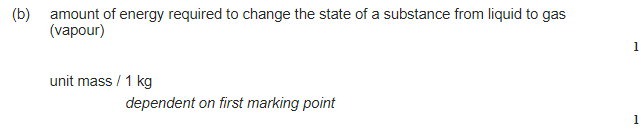 (b) amount of energy required to change the state of a substance from liquid to gas
(vapour)
1
unit mass / 1 kg
dependent on first marking point
1